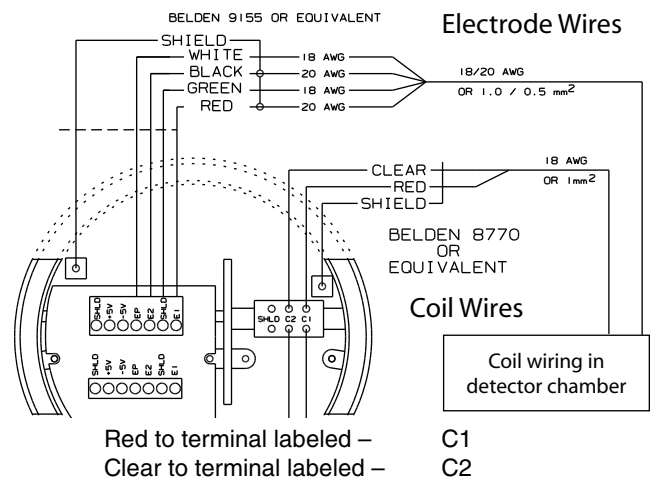 BELDEN 9155 OR EQUIVALENT
Electrode Wires
SHIELD
WHITE 18 AWG
BLACK 20 AWG
GREEN 18 AWG
RED 20 AWG
18/20 AWG
OR 1.0 / 0.5 mm²
CLEAR
RED
SHIELD
18 AWG
OR 1mm²
BELDEN 8770
OR
EQUIVALENT
Coil Wires
SHLD +5V -5V EP E2 SHLD E1
SHLD C2 C1
SHLD +5V -5V EP E2 SHLD E1
Coil wiring in
detector chamber
Red to terminal labeled – C1
Clear to terminal labeled – C2